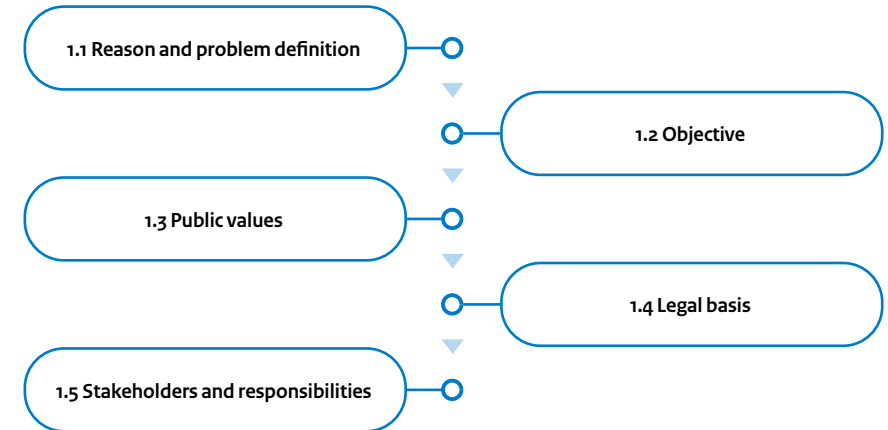 1.1 Reason and problem definition
1.2 Objective
1.3 Public values
1.4 Legal basis
1.5 Stakeholders and responsibilities